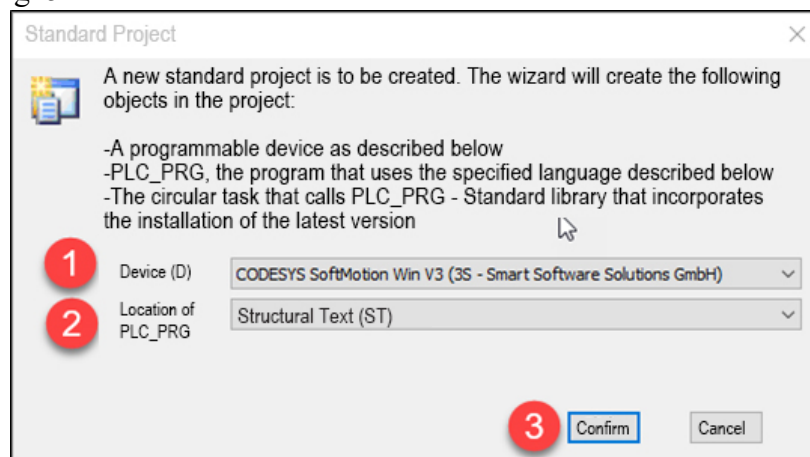 Standard Project
A new standard project is to be created. The wizard will create the following
objects in the project:
-A programmable device as described below
-PLC_PRG, the program that uses the specified language described below
-The circular task that calls PLC_PRG - Standard library that incorporates
the installation of the latest version
1 Device (D) CODESYS SoftMotion Win V3 (3S - Smart Software Solutions GmbH)
2 Location of PLC_PRG Structural Text (ST)
3 Confirm Cancel